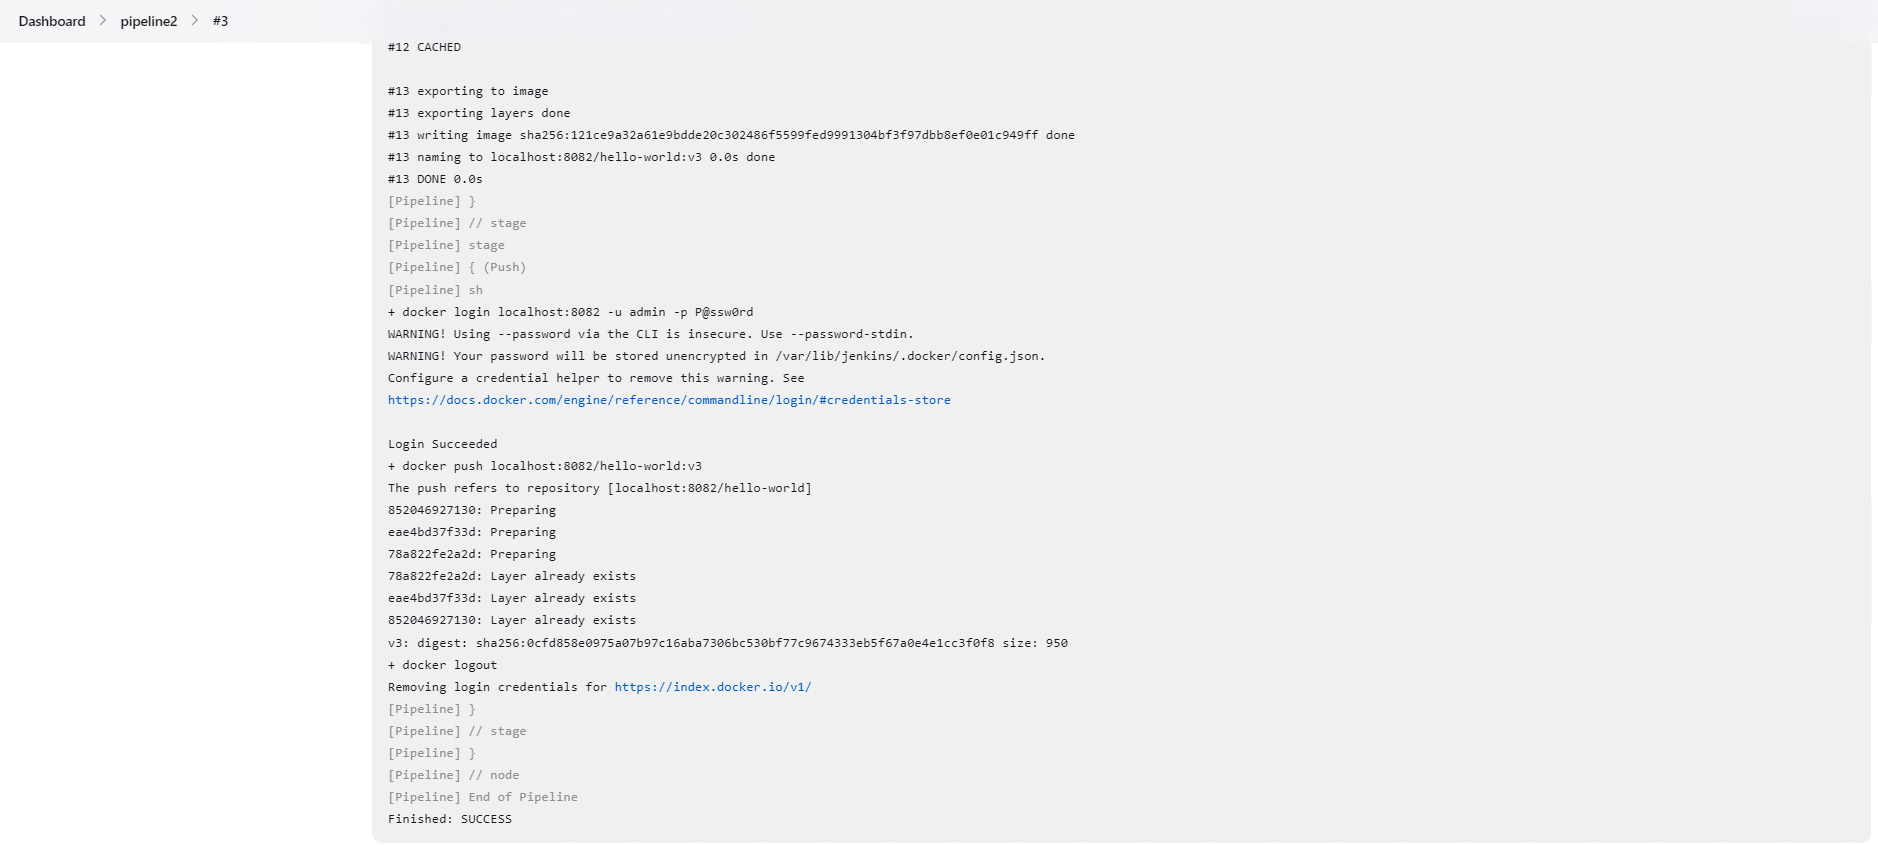 Dashboard > pipeline2 > #3
#12 CACHED
#13 exporting to image
#13 exporting layers done
#13 writing image sha256:121ce9a32a61e9bdde20c302486f5599fed9991304bf3f97dbb8ef0e01c949ff done
#13 naming to localhost:8082/hello-world:v3 0.0s done
#13 DONE 0.0s
[Pipeline] }
[Pipeline] // stage
[Pipeline] stage
[Pipeline] { (Push)
[Pipeline] sh
+ docker login localhost:8082 -u admin -p P@ssw0rd
WARNING! Using --password via the CLI is insecure. Use --password-stdin.
WARNING! Your password will be stored unencrypted in /var/lib/jenkins/.docker/config.json.
Configure a credential helper to remove this warning. See
https://docs.docker.com/engine/reference/commandline/login/#credentials-store
Login Succeeded
+ docker push localhost:8082/hello-world:v3
The push refers to repository [localhost:8082/hello-world]
852046927130: Preparing
eae4bd37f33d: Preparing
78a822fe2a2d: Preparing
78a822fe2a2d: Layer already exists
eae4bd37f33d: Layer already exists
852046927130: Layer already exists
v3: digest: sha256:0cfd858e0975a07b97c16aba7306bc530bf77c9674333eb5f67a0e4e1cc3f0f8 size: 950
+ docker logout
Removing login credentials for https://index.docker.io/v1/
[Pipeline] }
[Pipeline] // stage
[Pipeline] }
[Pipeline] // node
[Pipeline] End of Pipeline
Finished: SUCCESS